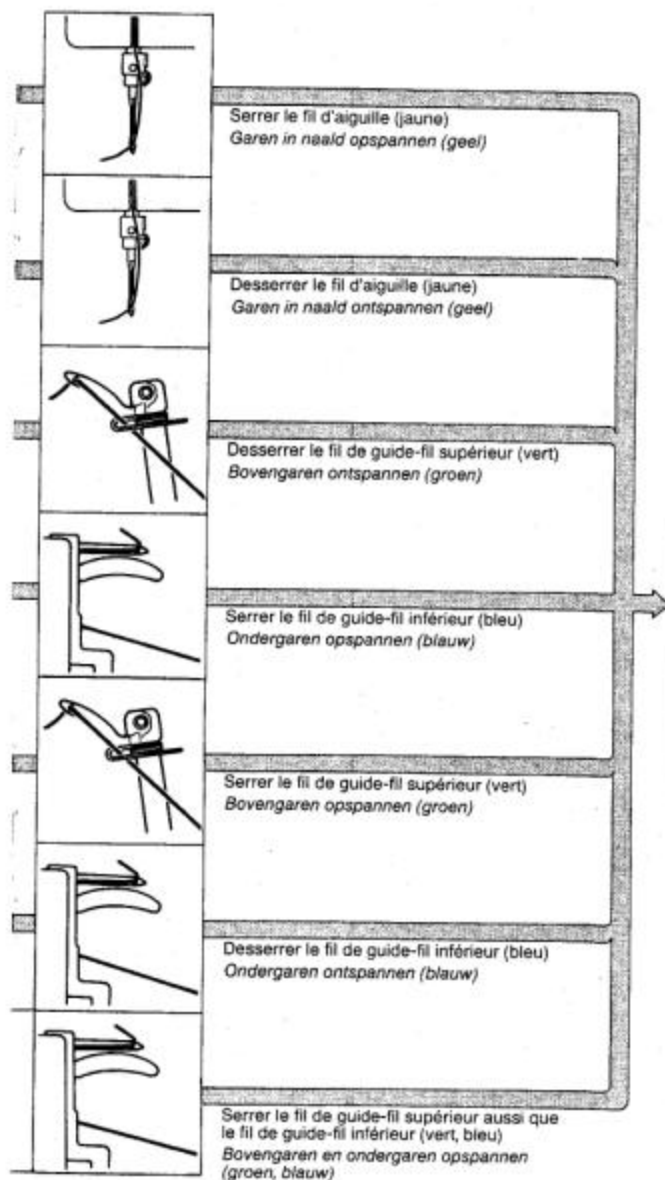 Serrer le fil d'aiguille (jaune)
Garen in naald opspannen (geel)
Desserrer le fil d'aiguille (jaune)
Garen in naald ontspannen (geel)
Desserrer le fil de guide-fil supérieur (vert)
Bovengaren ontspannen (groen)
Serrer le fil de guide-fil inférieur (bleu)
Ondergaren opspannen (blauw)
Serrer le fil de guide-fil supérieur (vert)
Bovengaren opspannen (groen)
Desserrer le fil de guide-fil inférieur (bleu)
Ondergaren ontspannen (blauw)
Serrer le fil de guide-fil supérieur aussi que
le fil de guide-fil inférieur (vert, bleu)
Bovengaren en ondergaren opspannen
(groen, blauw)